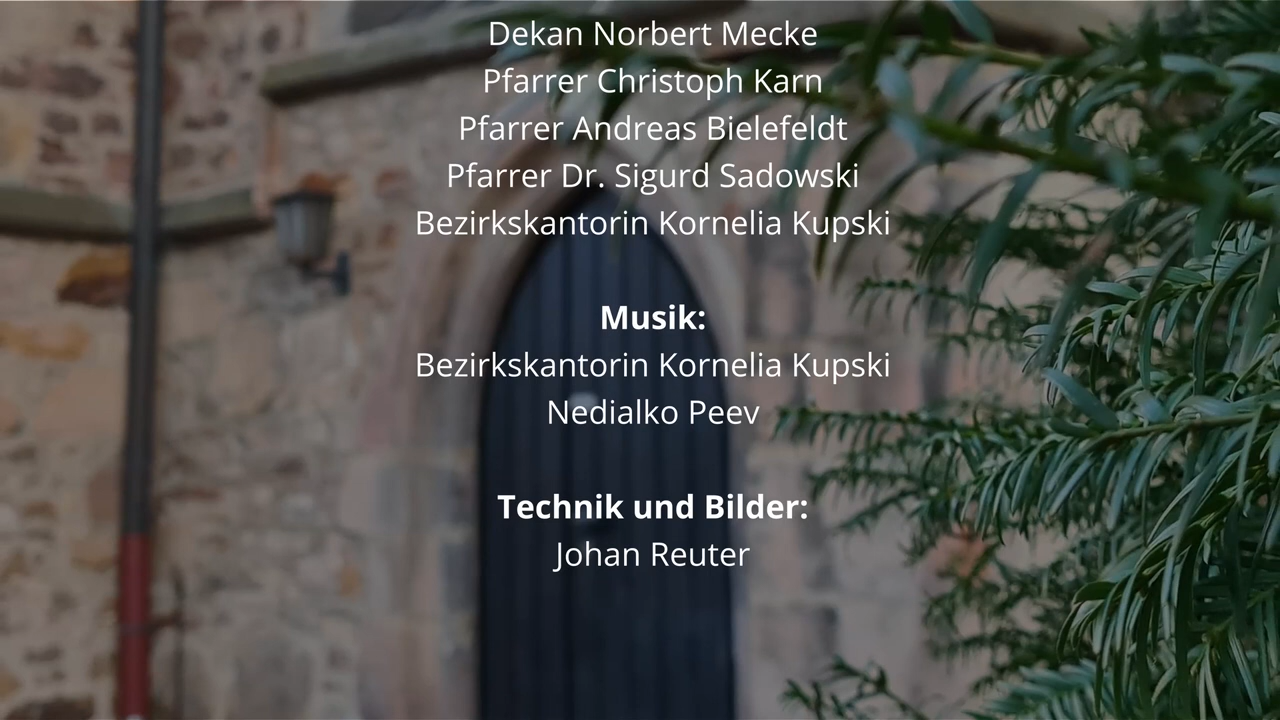 Dekan Norbert Mecke
Pfarrer Christoph Karn
Pfarrer Andreas Bielefeldt
Pfarrer Dr. Sigurd Sadowski
Bezirkskantorin Kornelia Kupski
Musik:
Bezirkskantorin Kornelia Kupski
Nedialko Peev
Technik und Bilder:
Johan Reuter